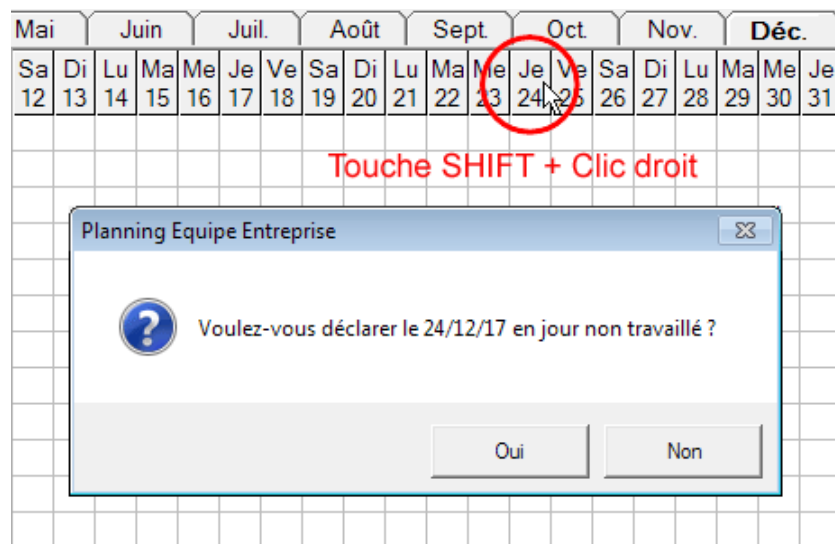 Mai Juin Juil. Août Sept. Oct. Nov. Déc.
Sa Di Lu Ma Me Je Ve Sa Di Lu Ma Me Je Ve Sa Di Lu Ma Me Je
12 13 14 15 16 17 18 19 20 21 22 23 24 25 26 27 28 29 30 31
Touche SHIFT + Clic droit
Planning Equipe Entreprise
Voulez-vous déclarer le 24/12/17 en jour non travaillé ?
Oui Non